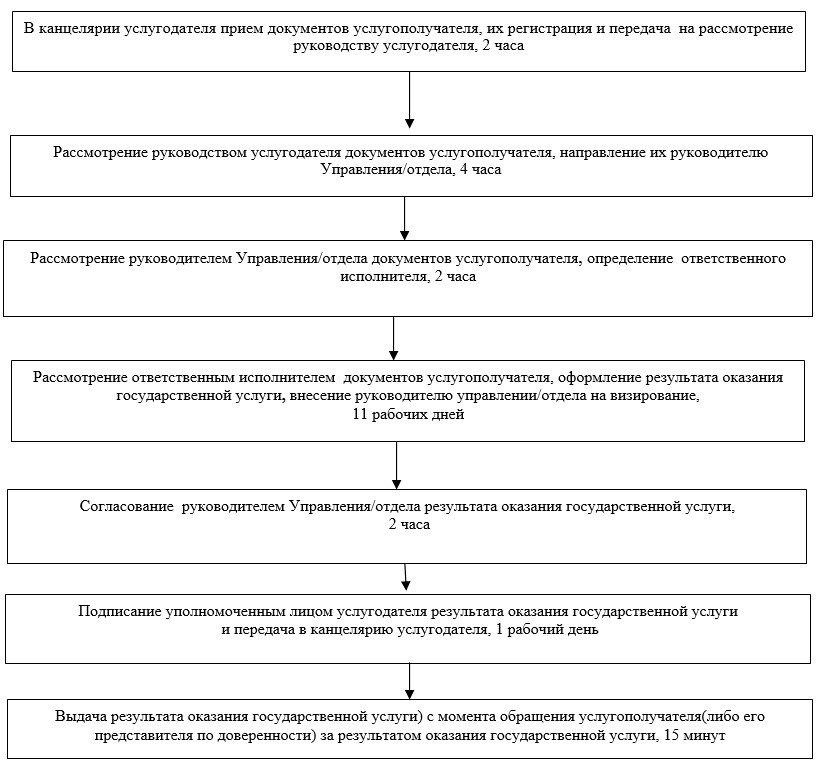 В канцелярии услугодателя прием документов услугополучателя, их регистрация и передача на рассмотрение
руководству услугодателя, 2 часа
Рассмотрение руководством услугодателя документов услугополучателя, направление их руководителю
Управления/отдела, 4 часа
Рассмотрение руководителем Управления/отдела документов услугополучателя, определение ответственного
исполнителя, 2 часа
Рассмотрение ответственным исполнителем документов услугополучателя, оформление результата оказания
государственной услуги, внесение руководителю управлении/отдела на визирование,
11 рабочих дней
Согласование руководителем Управления/отдела результата оказания государственной услуги,
2 часа
Подписание уполномоченным лицом услугодателя результата оказания государственной услуги
и передача в канцелярию услугодателя, 1 рабочий день
Выдача результата оказания государственной услуги) с момента обращения услугополучателя(либо его
представителя по доверенности) за результатом оказания государственной услуги, 15 минут